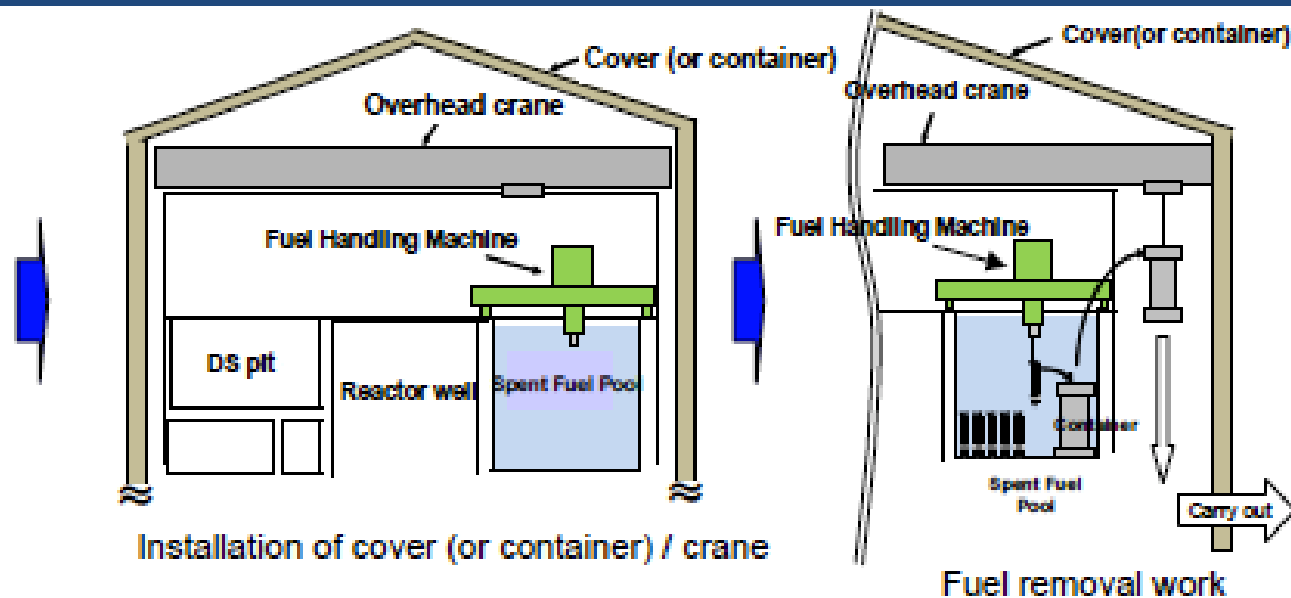 Cover (or container)
Overhead crane
Fuel Handling Machine
DS pit
Reactor well
Spent Fuel Pool
Installation of cover (or container) / crane
Cover(or container)
Overhead crane
Fuel Handling Machine
Container
Spent Fuel
Pool
Carry out
Fuel removal work